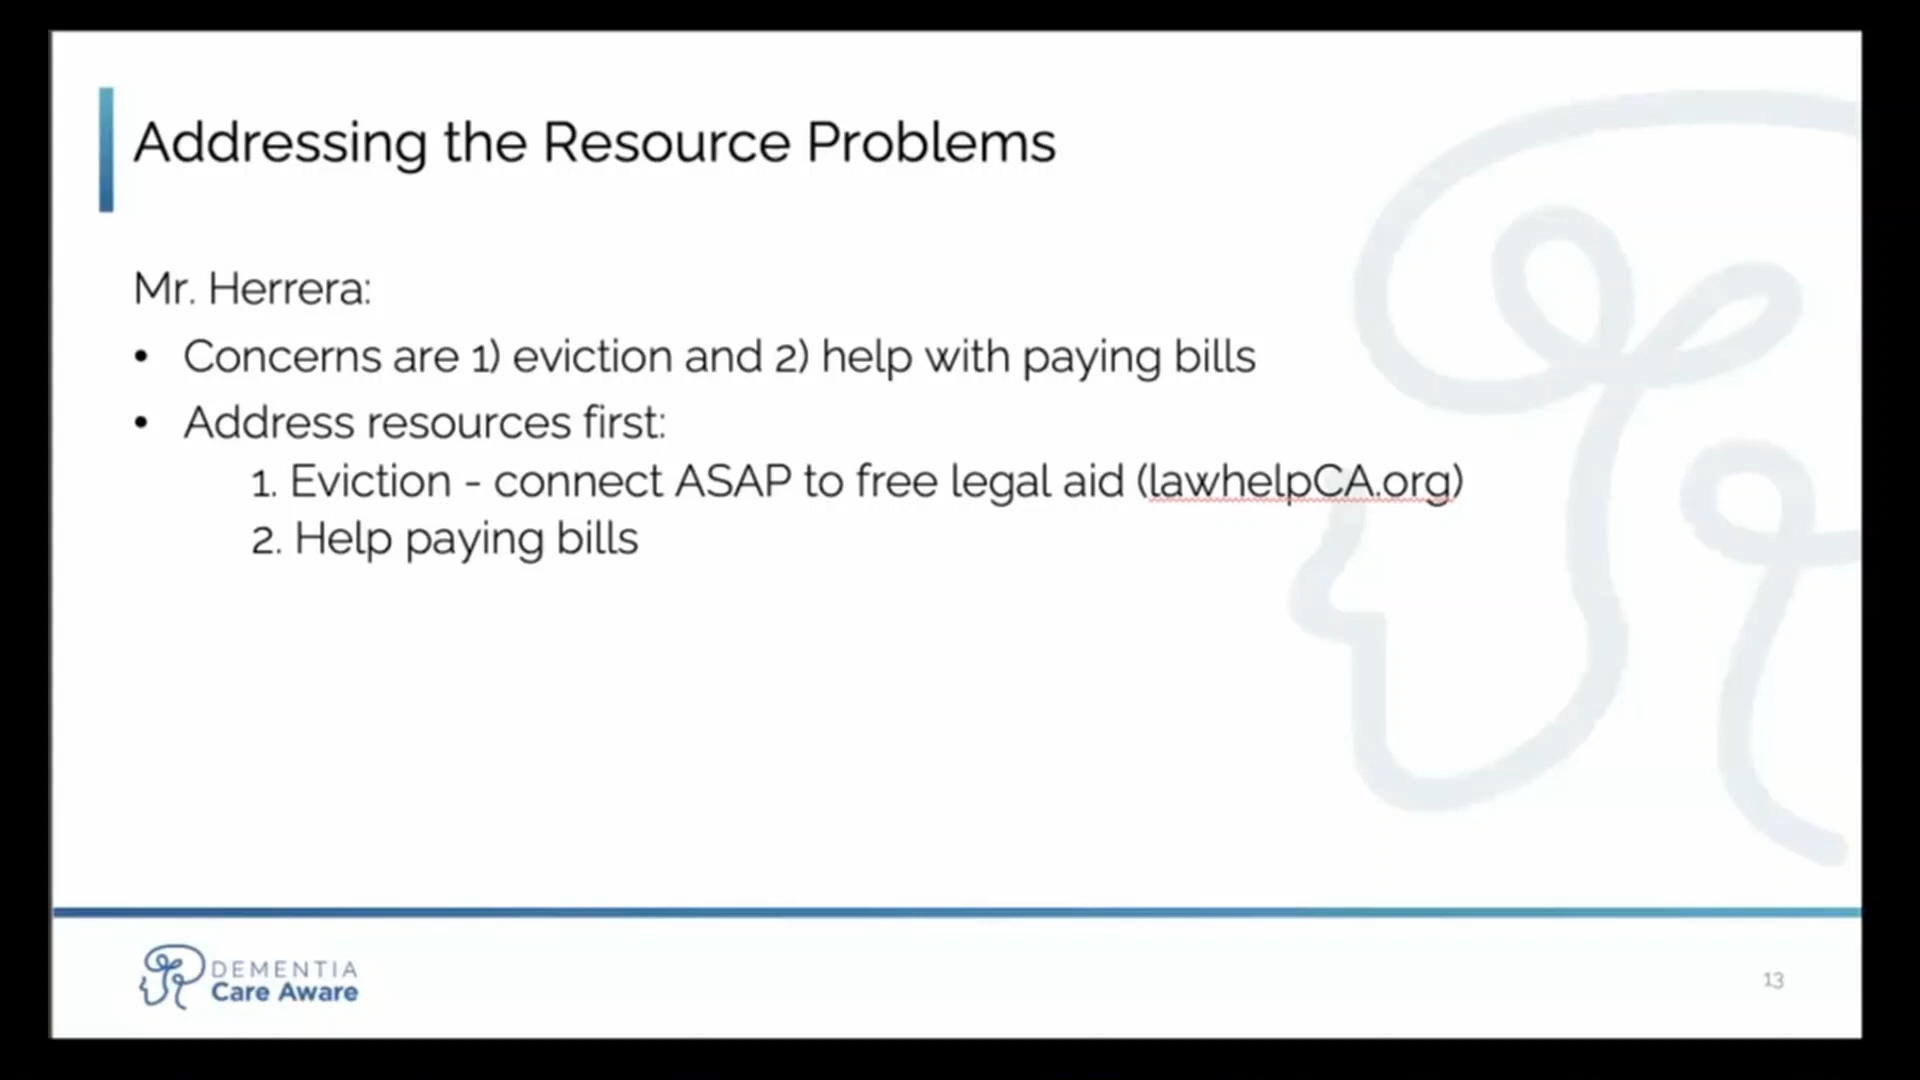 Addressing the Resource Problems
Mr. Herrera:
• Concerns are 1) eviction and 2) help with paying bills
• Address resources first:
1. Eviction - connect ASAP to free legal aid (lawhelpCA.org)
2. Help paying bills
DEMENTIA
Care Aware
13